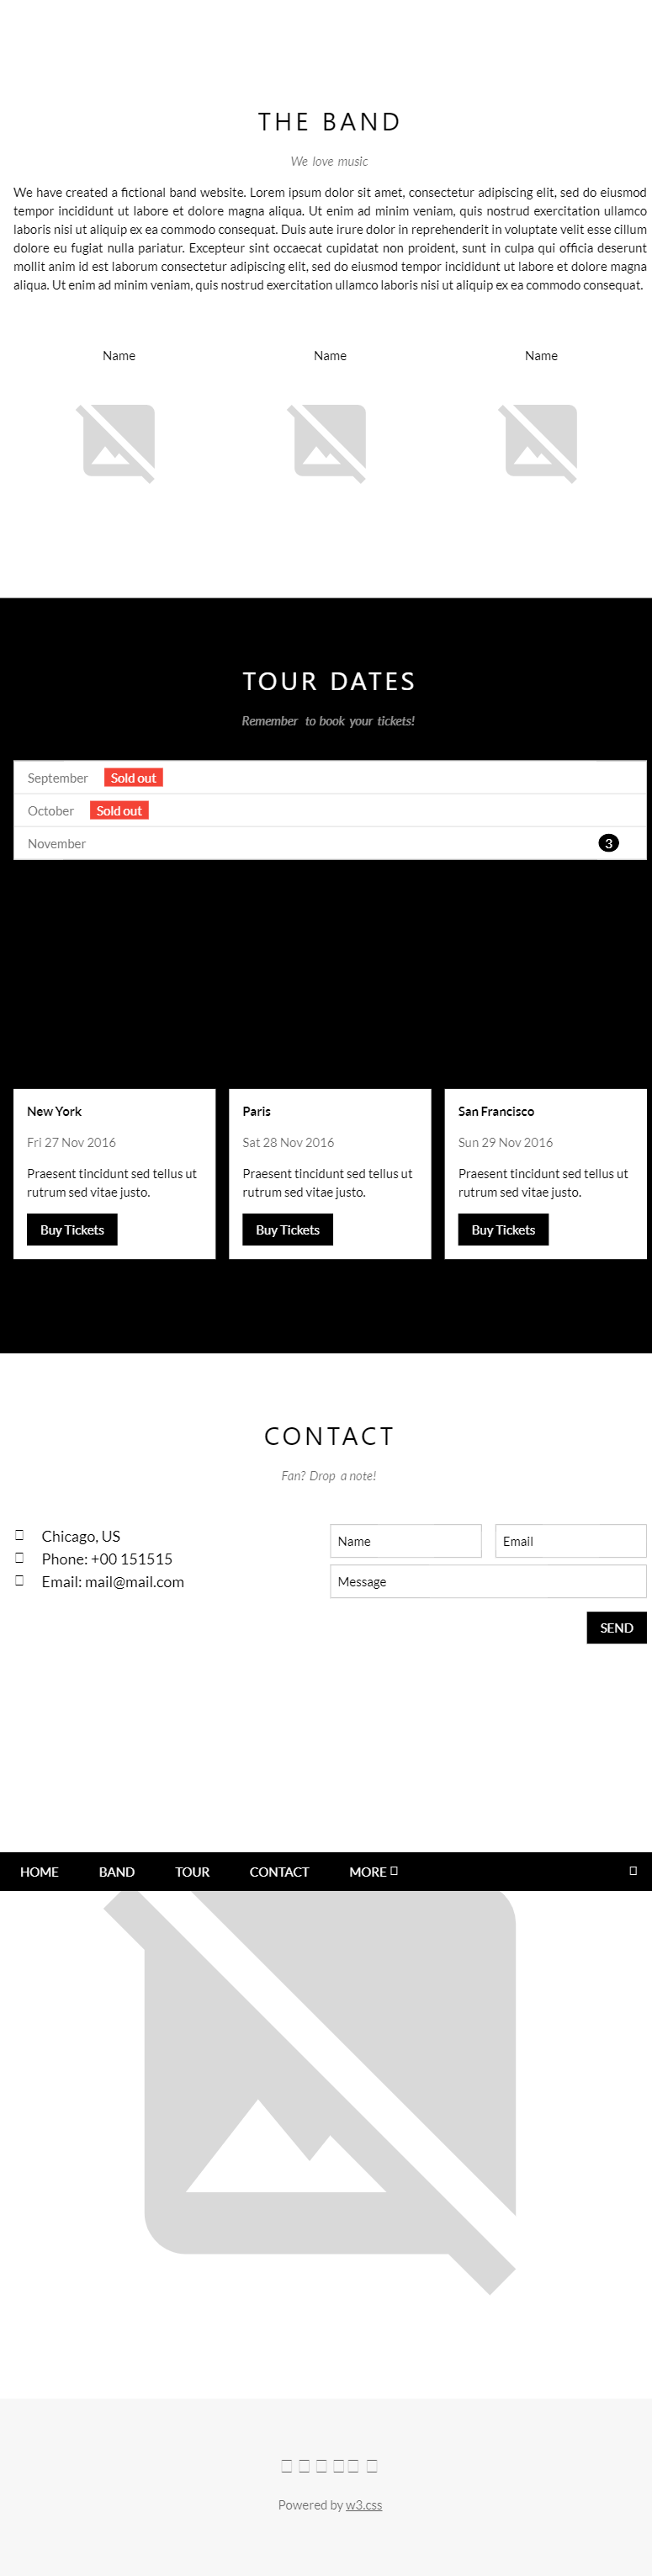 THE BAND
We love music
We have created a fictional band website. Lorem ipsum dolor sit amet, consectetur adipiscing elit, sed do eiusmod
tempor incididunt ut labore et dolore magna aliqua. Ut enim ad minim veniam, quis nostrud exercitation ullamco
laboris nisi ut aliquip ex ea commodo consequat. Duis aute irure dolor in reprehenderit in voluptate velit esse cillum
dolore eu fugiat nulla pariatur. Excepteur sint occaecat cupidatat non proident, sunt in culpa qui officia deserunt
mollit anim id est laborum consectetur adipiscing elit, sed do eiusmod tempor incididunt ut labore et dolore magna
aliqua. Ut enim ad minim veniam, quis nostrud exercitation ullamco laboris nisi ut aliquip ex ea commodo consequat.
Name Name Name
TOUR DATES
Remember to book your tickets!
September Sold out
October Sold out
November 3
New York
Fri 27 Nov 2016
Praesent tincidunt sed tellus ut
rutrum sed vitae justo.
Buy Tickets
Paris
Sat 28 Nov 2016
Praesent tincidunt sed tellus ut
rutrum sed vitae justo.
Buy Tickets
San Francisco
Sun 29 Nov 2016
Praesent tincidunt sed tellus ut
rutrum sed vitae justo.
Buy Tickets
CONTACT
Fan? Drop a note!
Chicago, US
Phone: +00 151515
Email: mail@mail.com
Name Email
Message
SEND
HOME BAND TOUR CONTACT MORE
Powered by w3.css